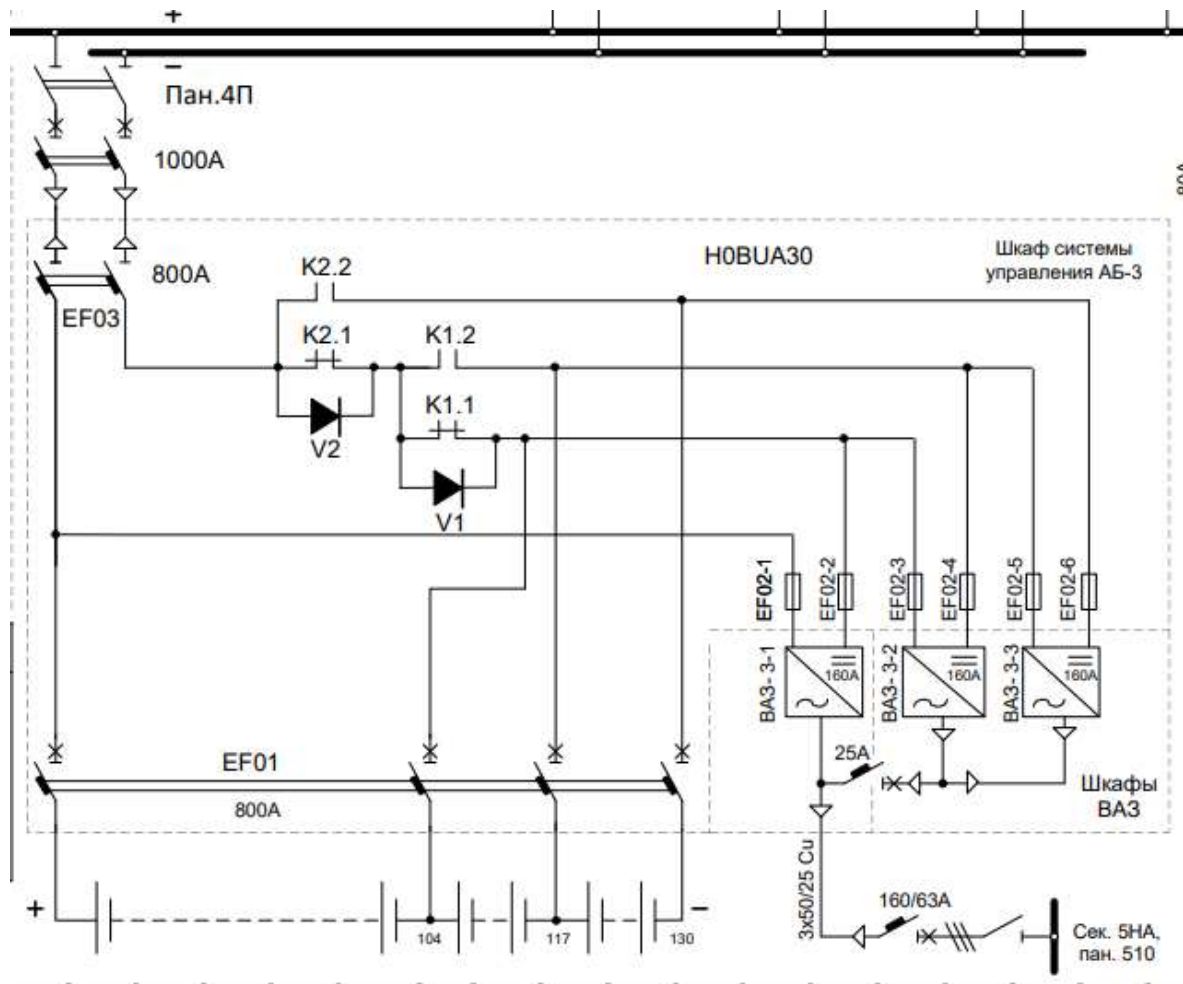 +
−
Пан.4П
1000А
80А
800А
EF03
K2.2
H0BUA30
Шкаф системы
управления АБ-3
K2.1
K1.2
V2
K1.1
V1
EF02-1
EF02-2
EF02-3
EF02-4
EF02-5
EF02-6
ВАЗ- 3-1
160А
ВАЗ- 3-2
160А
ВАЗ- 3-3
160А
25А
Шкафы
ВАЗ
EF01
800А
3х50/25 Cu
160/63А
Сек. 5НА,
пан. 510
+
104
117
−
130